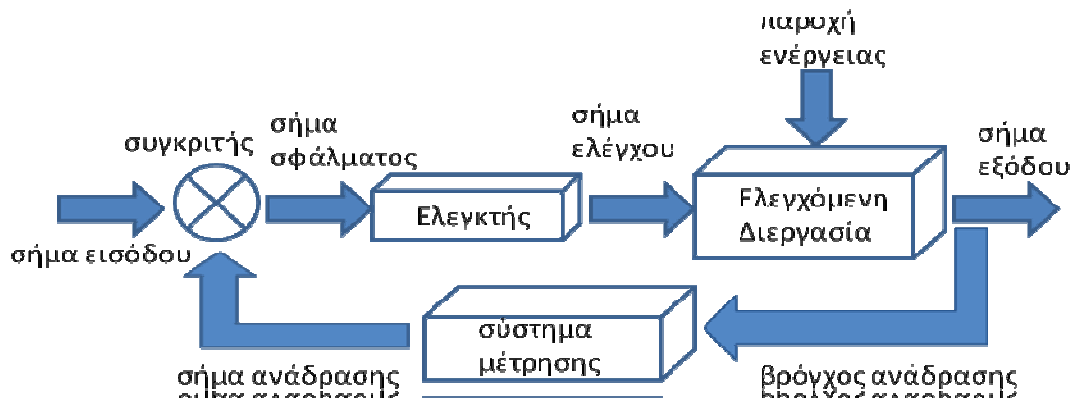 παροχή
ενέργειας
σήμα
ελέγχου
σήμα
εξόδου
συγκριτής
σήμα
σφάλματος
Ελεγκτής
Ελεγχόμενη
Διεργασία
σήμα εισόδου
σύστημα
μέτρησης
σήμα ανάδρασης
βρόγχος ανάδρασης